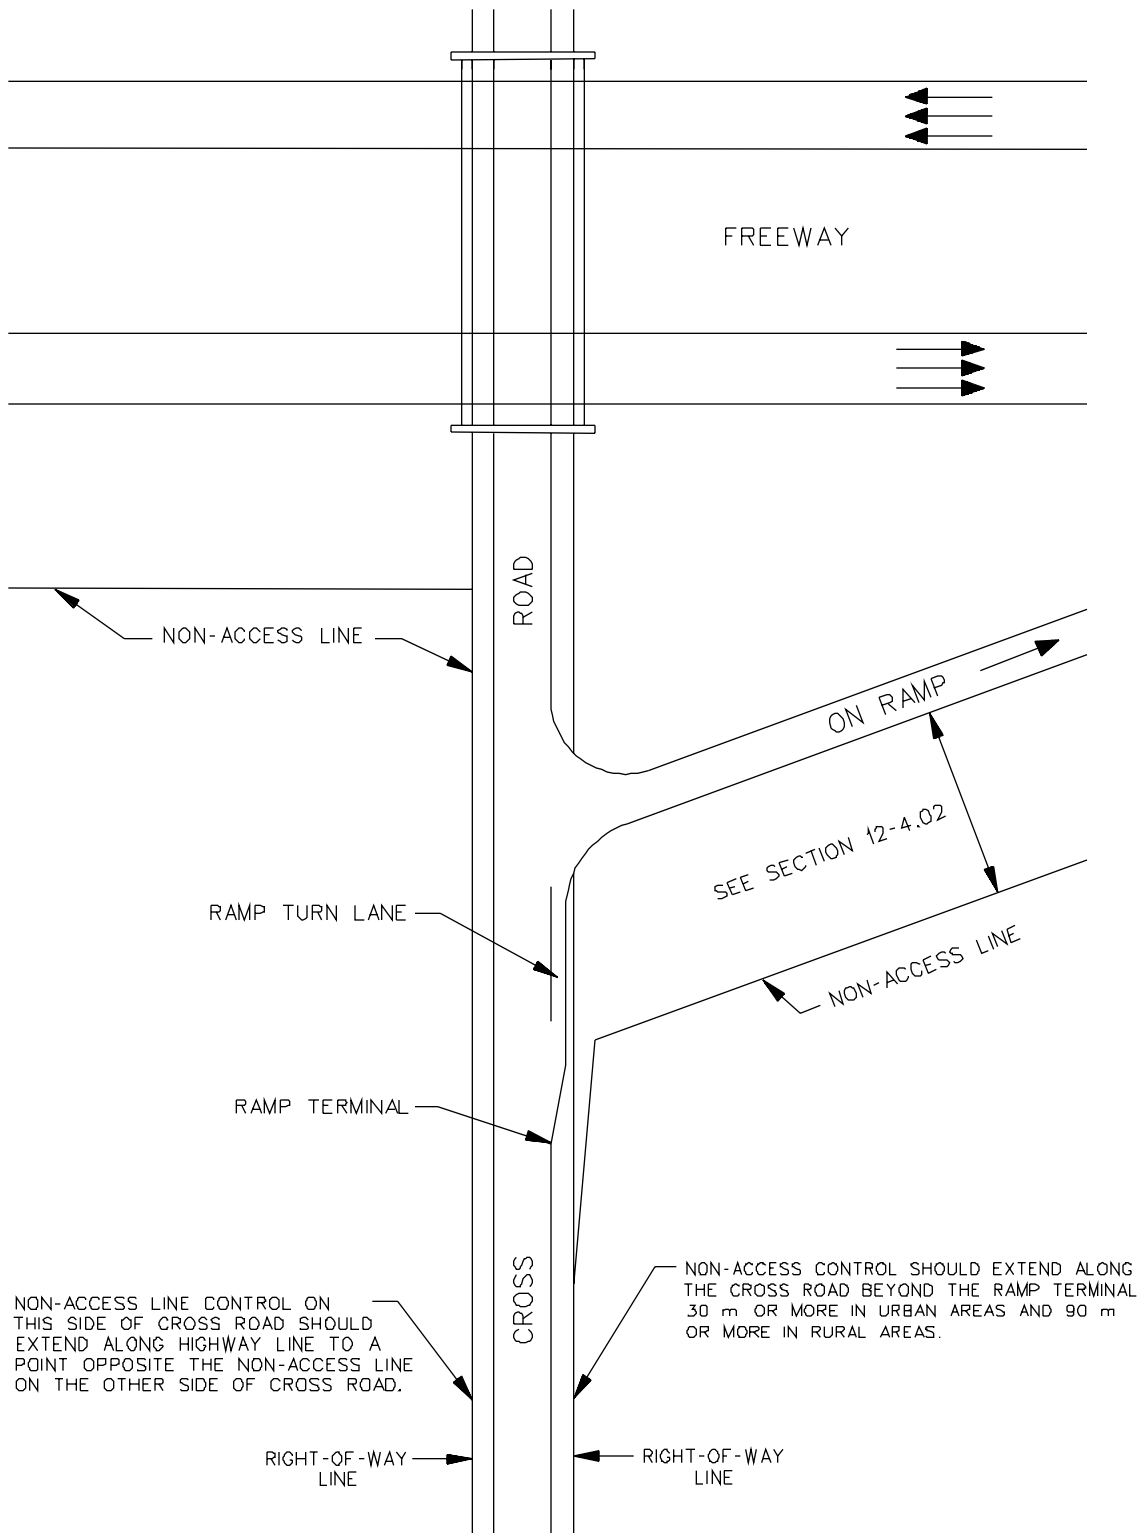 FREEWAY
ROAD
NON-ACCESS LINE
ON RAMP
SEE SECTION 12-4.02
RAMP TURN LANE
NON-ACCESS LINE
RAMP TERMINAL
CROSS
NON-ACCESS CONTROL SHOULD EXTEND ALONG
THE CROSS ROAD BEYOND THE RAMP TERMINAL
30 m OR MORE IN URBAN AREAS AND 90 m
OR MORE IN RURAL AREAS.
NON-ACCESS LINE CONTROL ON
THIS SIDE OF CROSS ROAD SHOULD
EXTEND ALONG HIGHWAY LINE TO A
POINT OPPOSITE THE NON-ACCESS LINE
ON THE OTHER SIDE OF CROSS ROAD.
RIGHT-OF-WAY
LINE
RIGHT-OF-WAY
LINE